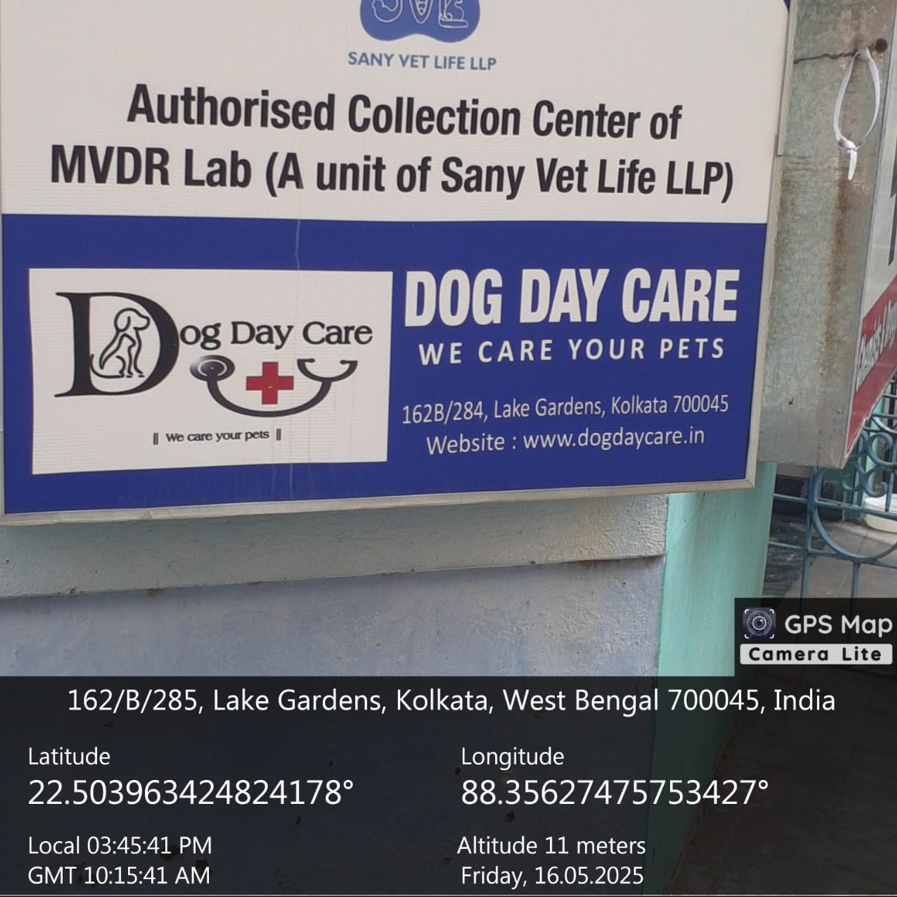 SANY VET LIFE LLP
Authorised Collection Center of
MVDR Lab (A unit of Sany Vet Life LLP)
Dog Day Care
|| We care your pets ||
DOG DAY CARE
WE CARE YOUR PETS
162B/284, Lake Gardens, Kolkata 700045
Website : www.dogdaycare.in
GPS Map
Camera Lite
162/B/285, Lake Gardens, Kolkata, West Bengal 700045, India
Latitude
22.503963424824178°
Longitude
88.35627475753427°
Local 03:45:41 PM
GMT 10:15:41 AM
Altitude 11 meters
Friday, 16.05.2025